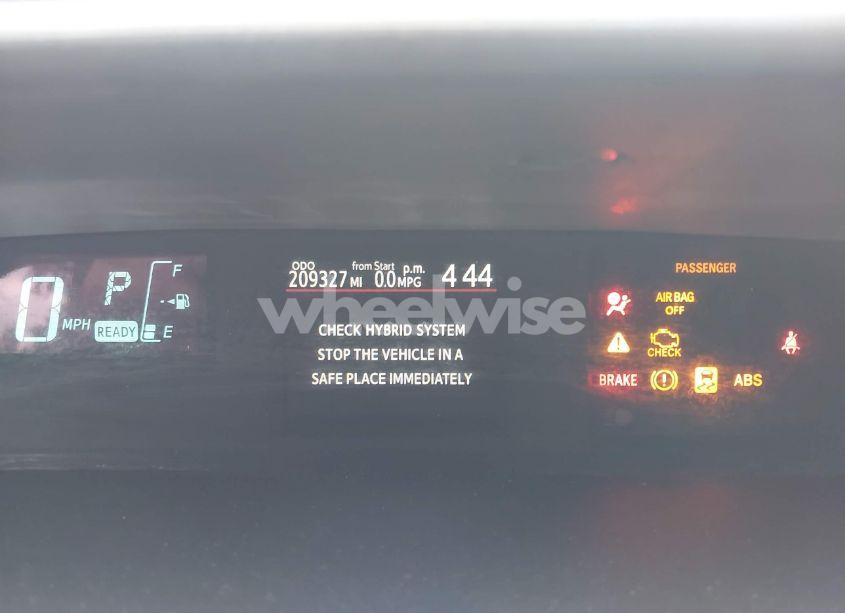 ODO from Start p.m.
209327 MI 0.0 MPG 4 44
F
P
0 MPH
READY
E
wheelwise
CHECK HYBRID SYSTEM
STOP THE VEHICLE IN A
SAFE PLACE IMMEDIATELY
PASSENGER
AIR BAG
OFF
CHECK
BRAKE ABS